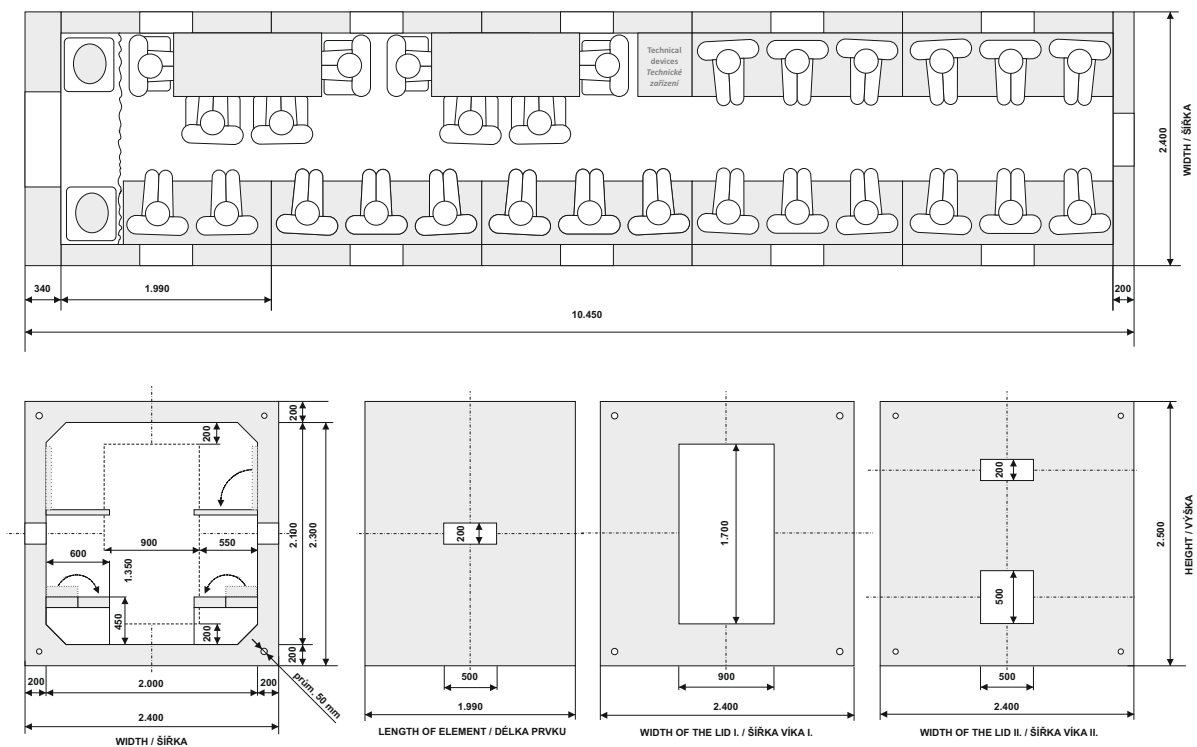 Technical
devices
Technické
zařízení
2.400
WIDTH / ŠÍŘKA
340
1.990
200
10.450
200
200
2.100
2.300
900
550
600
1.350
450
200
200
200
2.000
200
prům. 50 mm
2.400
WIDTH / ŠÍŘKA
200
500
1.990
LENGTH OF ELEMENT / DÉLKA PRVKU
1.700
900
2.400
WIDTH OF THE LID I. / ŠÍŘKA VÍKA I.
200
500
500
2.400
WIDTH OF THE LID II. / ŠÍŘKA VÍKA II.
2.500
HEIGHT / VÝŠKA